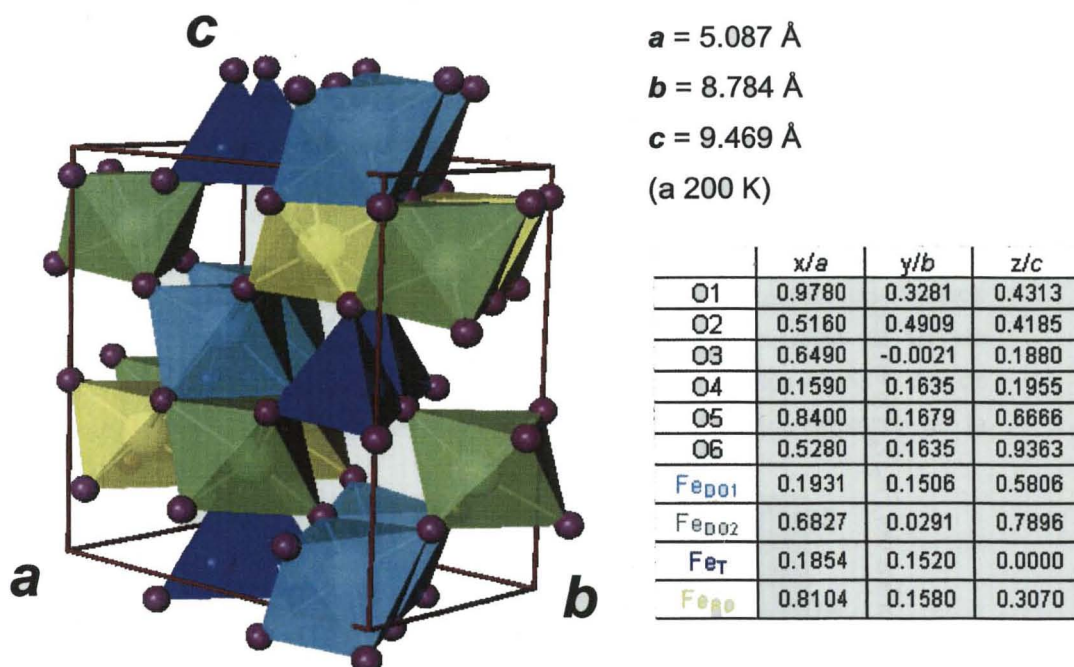 c
a
b
a = 5.087 Å
b = 8.784 Å
c = 9.469 Å
(a 200 K)
x/a y/b z/c
O1 0.9780 0.3281 0.4313
O2 0.5160 0.4909 0.4185
O3 0.6490 -0.0021 0.1880
O4 0.1590 0.1635 0.1955
O5 0.8400 0.1679 0.6666
O6 0.5280 0.1635 0.9363
FeDO1 0.1931 0.1506 0.5806
FeDO2 0.6827 0.0291 0.7896
FeT 0.1854 0.1520 0.0000
FeRO 0.8104 0.1580 0.3070